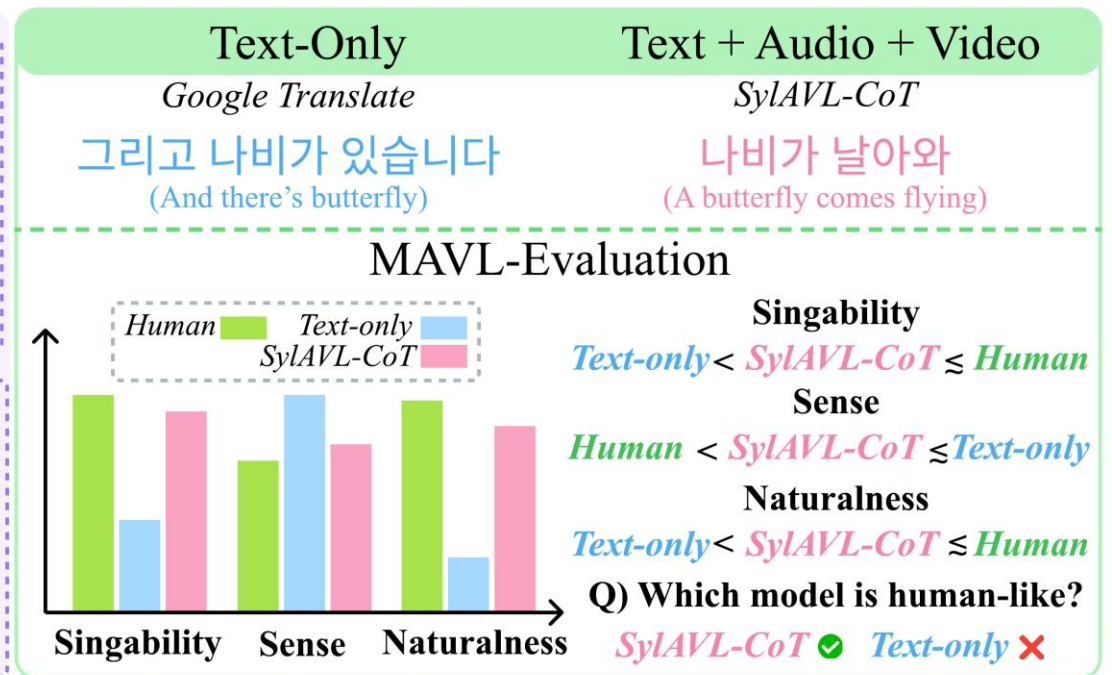 Text-Only
Text + Audio + Video
Google Translate
SylAVL-CoT
그리고 나비가 있습니다
나비가 날아와
(And there's butterfly)
(A butterfly comes flying)
MAVL-Evaluation
Human
Text-only
SylAVL-CoT
Singability
Sense
Naturalness
Singability
Text-only < SylAVL-CoT ≲ Human
Sense
Human < SylAVL-CoT ≲ Text-only
Naturalness
Text-only < SylAVL-CoT ≲ Human
Q) Which model is human-like?
SylAVL-CoT ✅ Text-only ❌